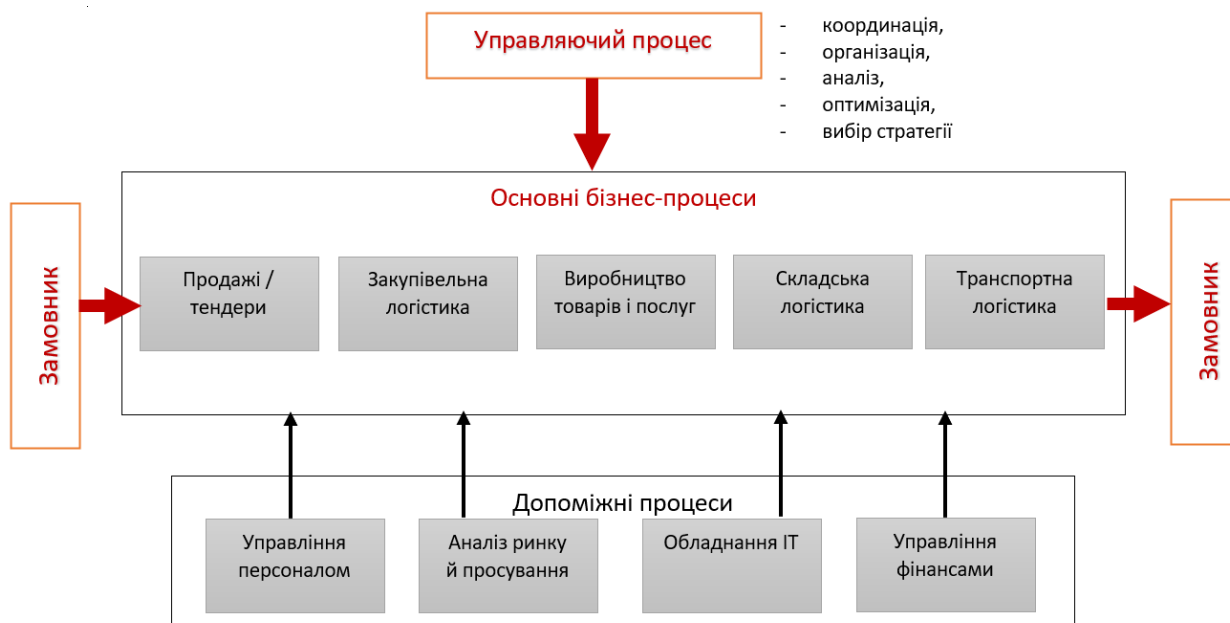 Управляючий процес
- координація,
- організація,
- аналіз,
- оптимізація,
- вибір стратегії
Основні бізнес-процеси
Замовник
Продажі /
тендери
Закупівельна
логістика
Виробництво
товарів і послуг
Складська
логістика
Транспортна
логістика
Замовник
Допоміжні процеси
Управління
персоналом
Аналіз ринку
й просування
Обладнання ІТ
Управління
фінансами